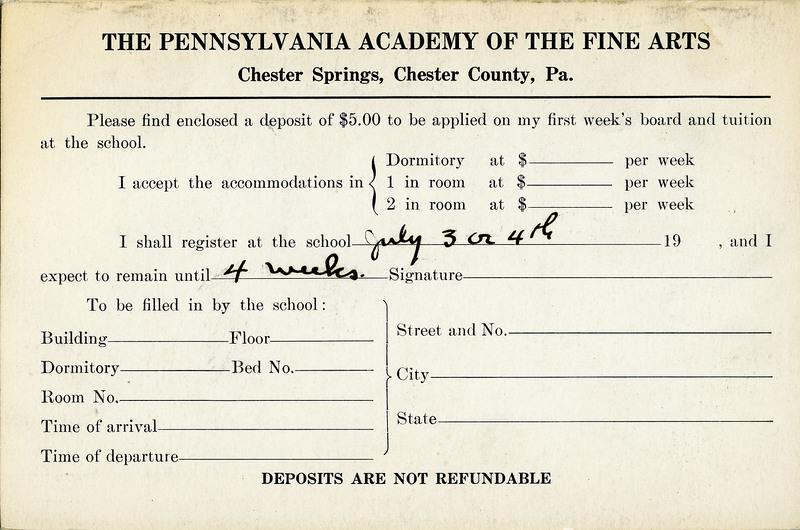 THE PENNSYLVANIA ACADEMY OF THE FINE ARTS
Chester Springs, Chester County, Pa.
Please find enclosed a deposit of $5.00 to be applied on my first week's board and tuition
at the school.
I accept the accommodations in
Dormitory at $ per week
1 in room at $ per week
2 in room at $ per week
I shall register at the school July 3 or 4th 19 , and I
expect to remain until 4 weeks. Signature
To be filled in by the school:
Building Floor
Dormitory Bed No.
Room No.
Time of arrival
Time of departure
Street and No.
City
State
DEPOSITS ARE NOT REFUNDABLE